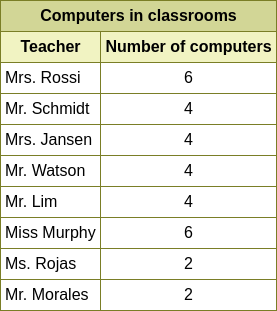 Computers in classrooms
Teacher Number of computers
Mrs. Rossi 6
Mr. Schmidt 4
Mrs. Jansen 4
Mr. Watson 4
Mr. Lim 4
Miss Murphy 6
Ms. Rojas 2
Mr. Morales 2